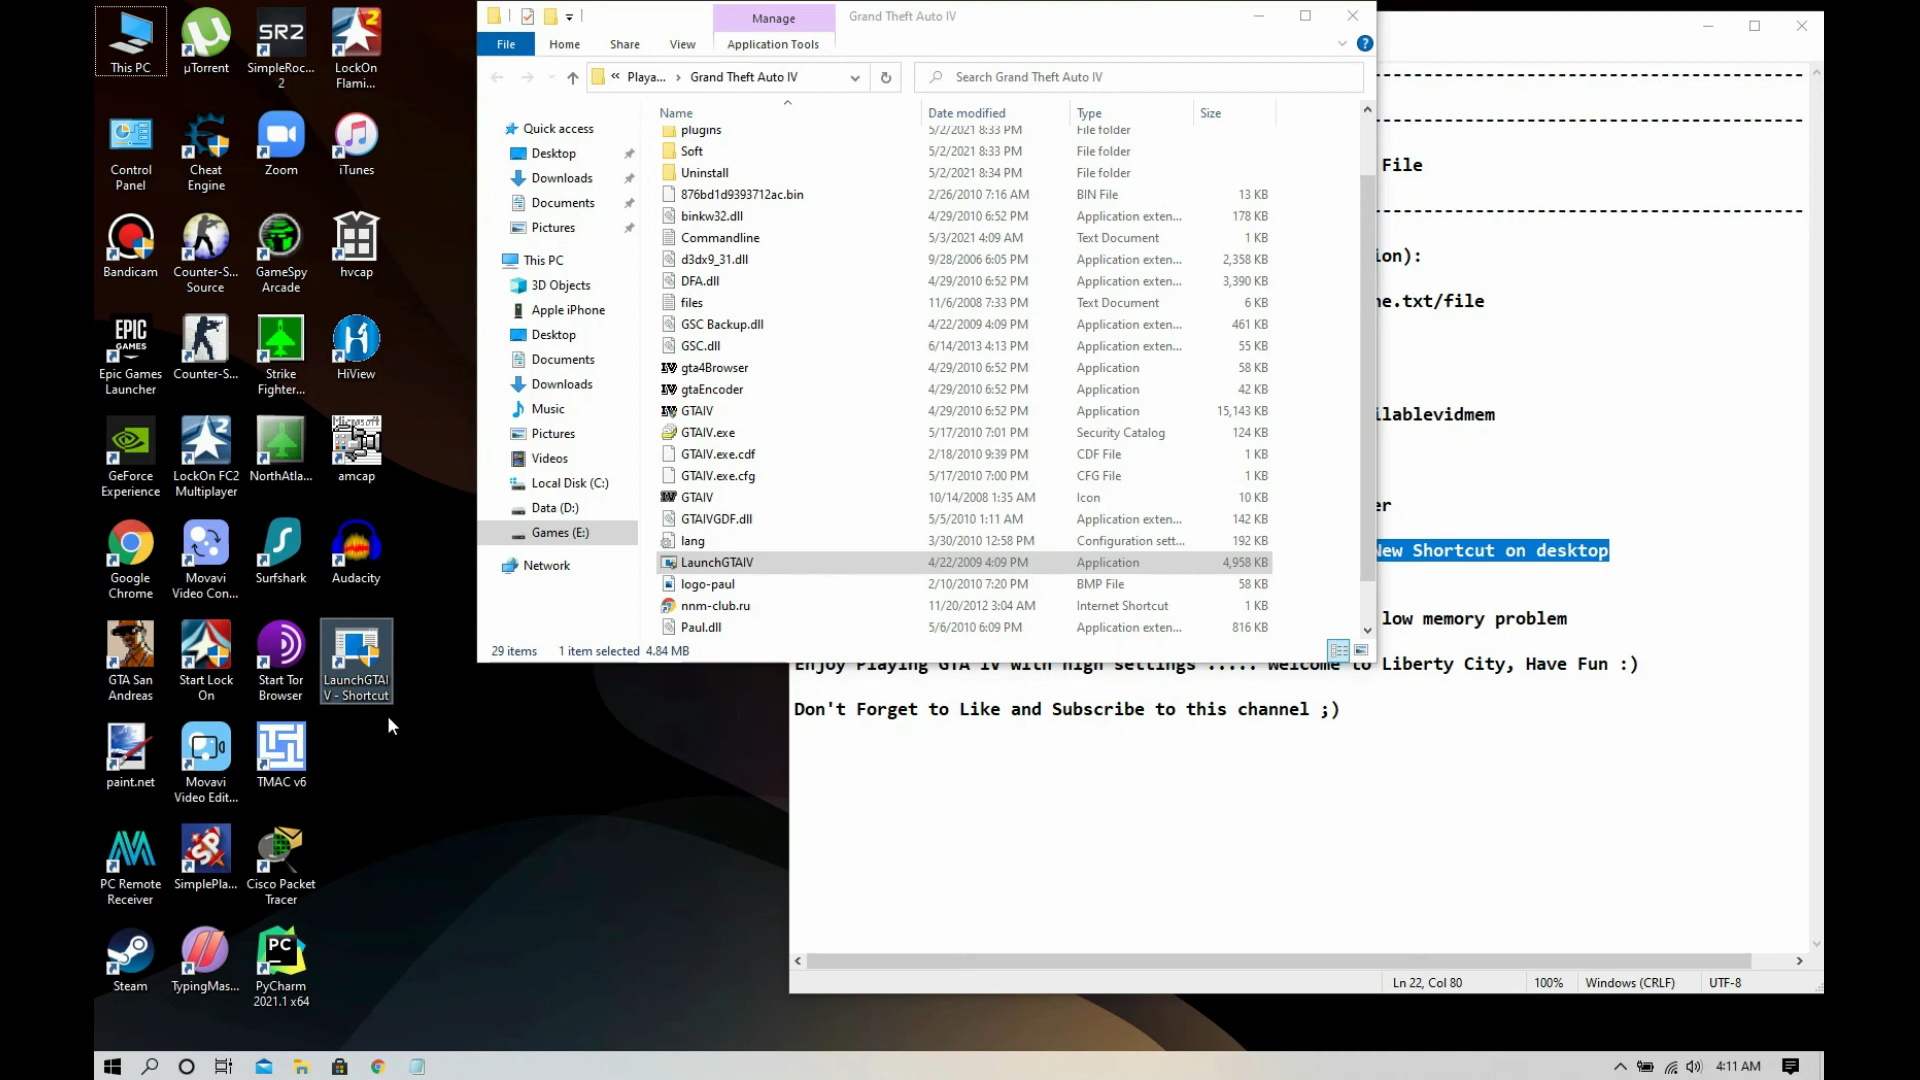 This PC
µTorrent
SimpleRoc...
2
LockOn
Flami...
Control
Panel
Cheat
Engine
Zoom
iTunes
Bandicam
Counter-S...
Source
GameSpy
Arcade
hvcap
Epic Games
Launcher
Counter-S...
Strike
Fighter...
HiView
GeForce
Experience
LockOn FC2
Multiplayer
NorthAtla...
amcap
Google
Chrome
Movavi
Video Con...
Surfshark
Audacity
GTA San
Andreas
Start Lock
On
Start Tor
Browser
LaunchGTAI
V - Shortcut
paint.net
Movavi
Video Edit...
TMAC v6
PC Remote
Receiver
SimplePla...
Cisco Packet
Tracer
Steam
TypingMas...
PyCharm
2021.1 x64
SR2
EPIC
GAMES
Microsoft
PC
Manage
Grand Theft Auto IV
File
Home
Share
View
Application Tools
« Playa... › Grand Theft Auto IV
Search Grand Theft Auto IV
Quick access
Desktop
Downloads
Documents
Pictures
This PC
3D Objects
Apple iPhone
Desktop
Documents
Downloads
Music
Pictures
Videos
Local Disk (C:)
Data (D:)
Games (E:)
Network
Name Date modified Type Size
plugins 5/2/2021 8:33 PM File folder
Soft 5/2/2021 8:33 PM File folder
Uninstall 5/2/2021 8:34 PM File folder
876bd1d9393712ac.bin 2/26/2010 7:16 AM BIN File 13 KB
binkw32.dll 4/29/2010 6:52 PM Application exten... 178 KB
Commandline 5/3/2021 4:09 AM Text Document 1 KB
d3dx9_31.dll 9/28/2006 6:05 PM Application exten... 2,358 KB
DFA.dll 4/29/2010 6:52 PM Application exten... 3,390 KB
files 11/6/2008 7:33 PM Text Document 6 KB
GSC Backup.dll 4/22/2009 4:09 PM Application exten... 461 KB
GSC.dll 6/14/2013 4:13 PM Application exten... 55 KB
gta4Browser 4/29/2010 6:52 PM Application 58 KB
gtaEncoder 4/29/2010 6:52 PM Application 42 KB
GTAIV 4/29/2010 6:52 PM Application 15,143 KB
GTAIV.exe 5/17/2010 7:01 PM Security Catalog 124 KB
GTAIV.exe.cdf 2/18/2010 9:39 PM CDF File 1 KB
GTAIV.exe.cfg 5/17/2010 7:00 PM CFG File 1 KB
GTAIV 10/14/2008 1:35 AM Icon 10 KB
GTAIVGDF.dll 5/5/2010 1:11 AM Application exten... 142 KB
lang 3/30/2010 12:58 PM Configuration sett... 192 KB
LaunchGTAIV 4/22/2009 4:09 PM Application 4,958 KB
logo-paul 2/10/2010 7:20 PM BMP File 58 KB
nnm-club.ru 11/20/2012 3:04 AM Internet Shortcut 1 KB
Paul.dll 5/6/2010 6:09 PM Application exten... 816 KB
29 items 1 item selected 4.84 MB
--------------------------------
--------------------------------
File
--------------------------------
ion):
ne.txt/file
ilablevidmem
er
New Shortcut on desktop
low memory problem
Enjoy Playing GTA IV with high settings ..... Welcome to Liberty City, Have Fun :)
Don't Forget to Like and Subscribe to this channel ;)
Ln 22, Col 80 100% Windows (CRLF) UTF-8
4:11 AM